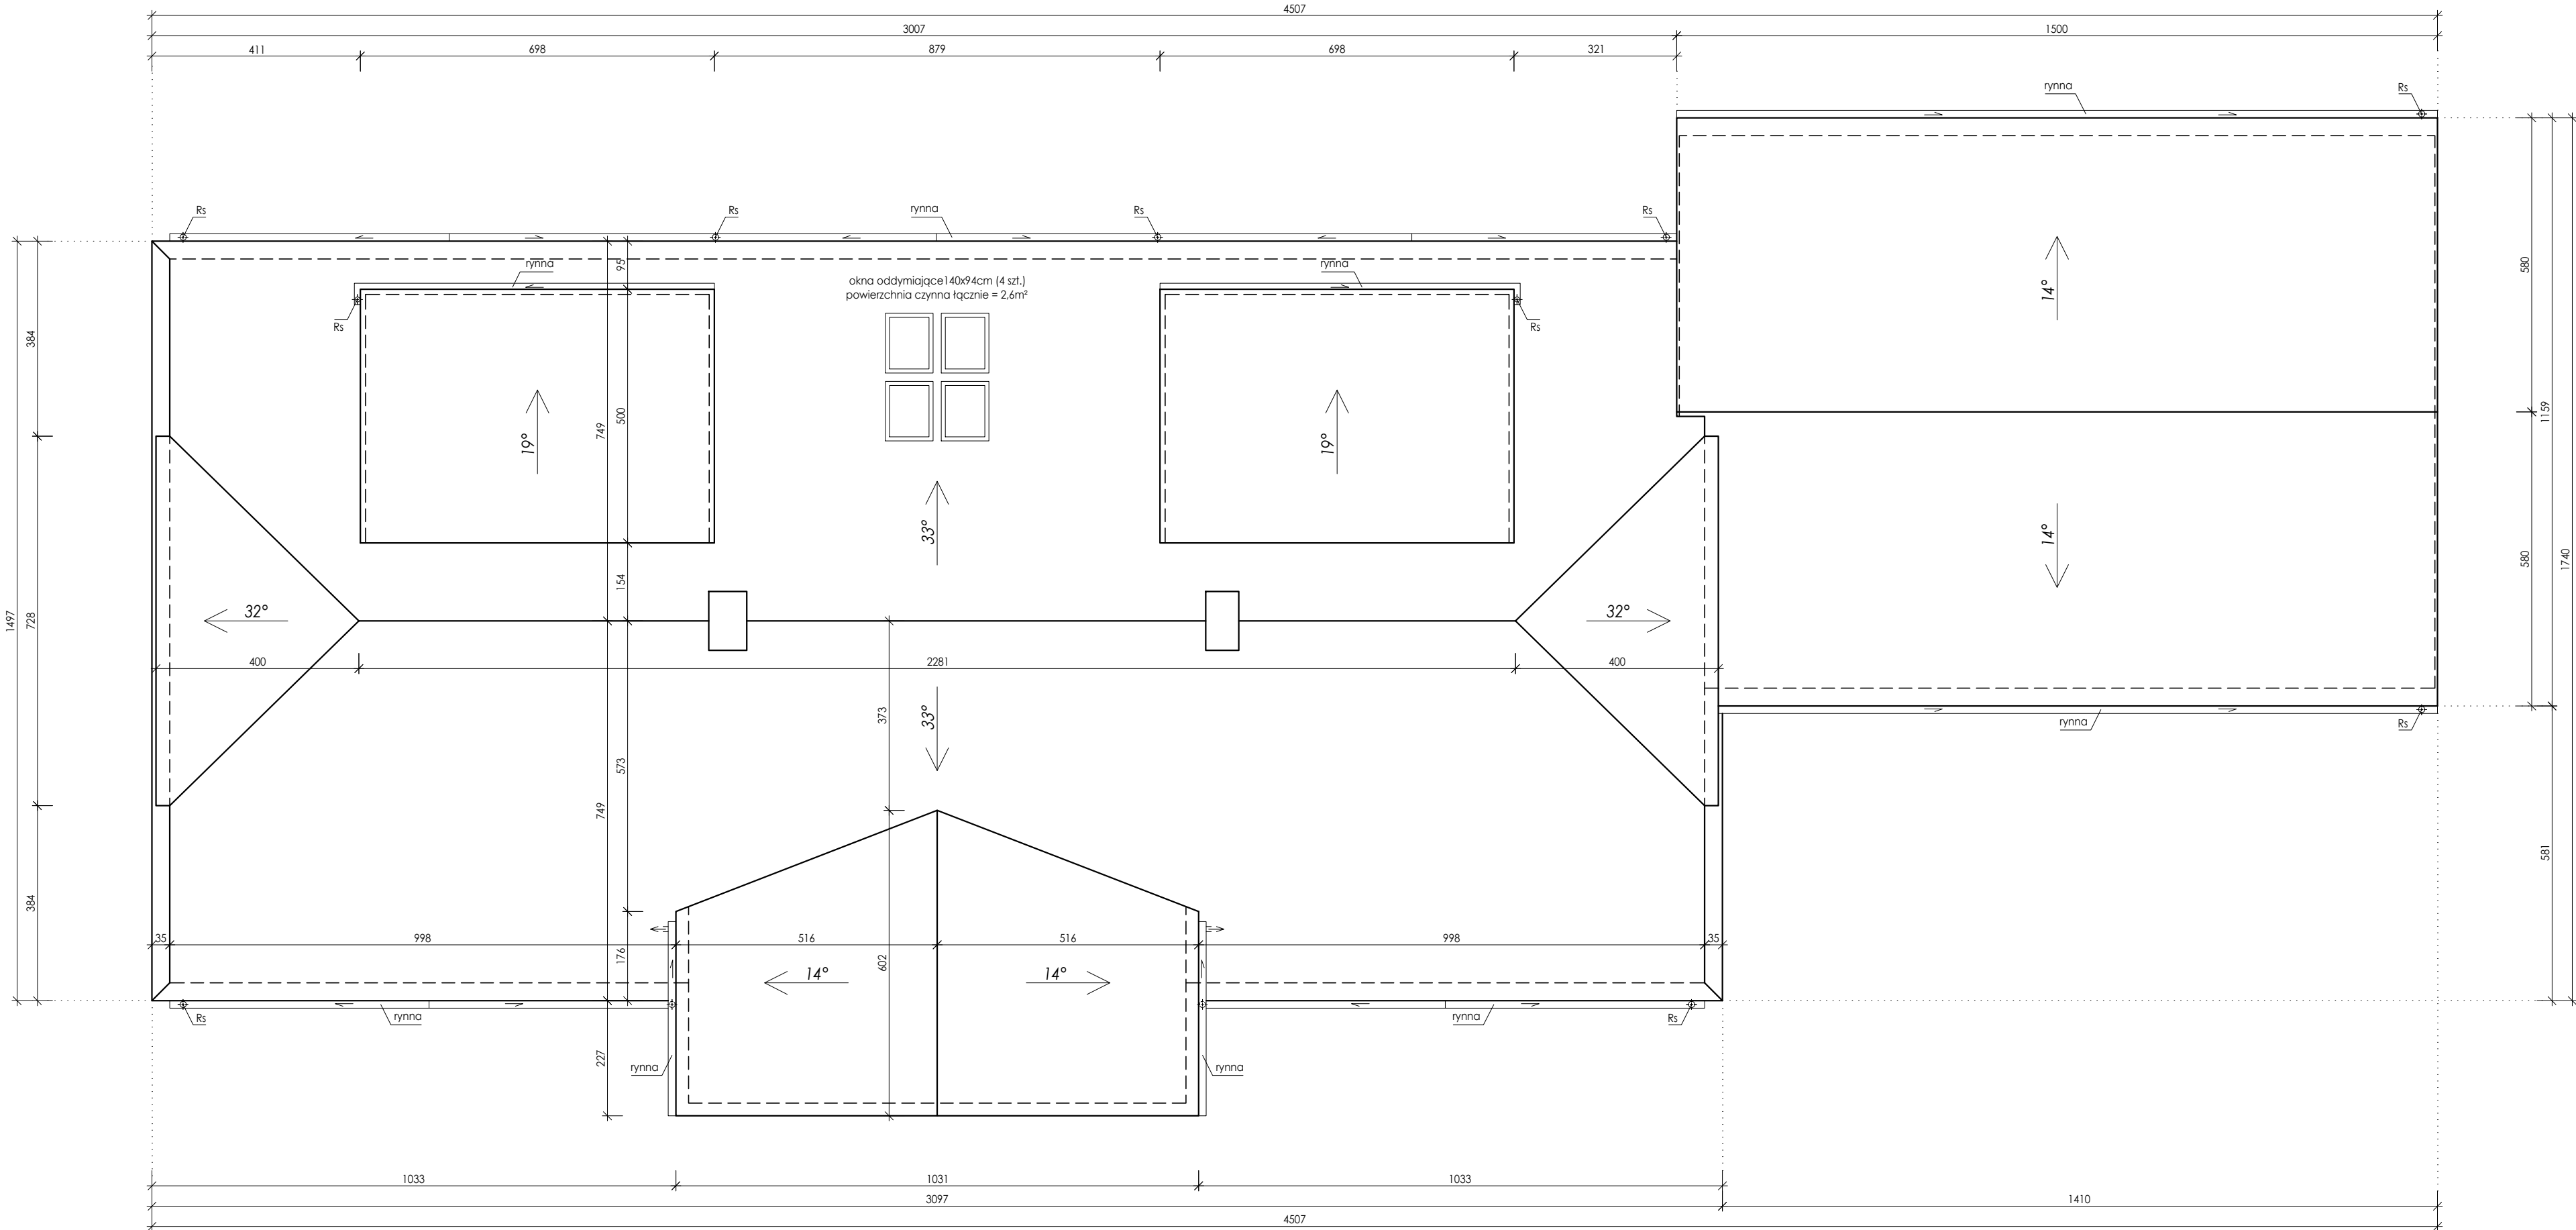 4507
3007
1500
411
698
879
698
321
rynna
Rs
Rs
Rs
rynna
Rs
Rs
rynna
rynna
okna oddymiające140x94cm (4 szt.)
powierzchnia czynna łącznie = 2,6m²
Rs
Rs
95
384
749
500
19°
19°
14°
580
1159
33°
14°
154
580
1740
1497
728
32°
32°
400
2281
400
373
33°
573
749
rynna
Rs
581
384
35
998
516
516
998
35
176
602
14°
14°
Rs
rynna
rynna
Rs
227
rynna
rynna
1033
1031
1033
3097
1410
4507